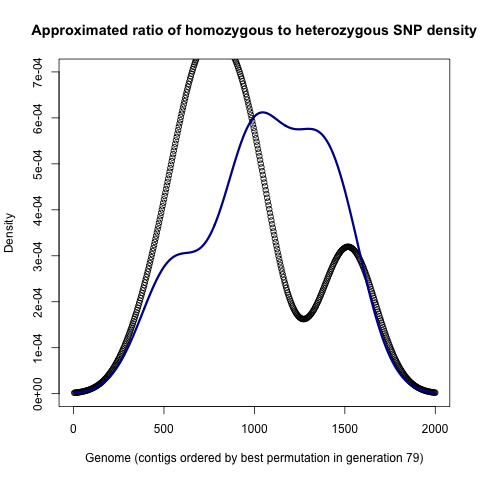 Approximated ratio of homozygous to heterozygous SNP density
7e-04
6e-04
5e-04
4e-04
3e-04
2e-04
1e-04
0e+00
Density
0 500 1000 1500 2000
Genome (contigs ordered by best permutation in generation 79)